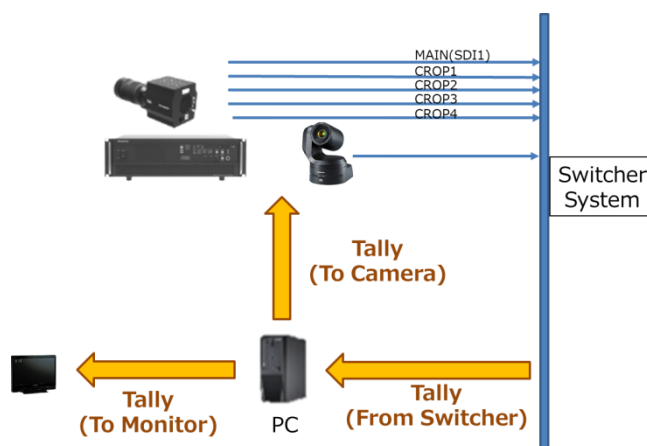 MAIN(SDI1)
CROP1
CROP2
CROP3
CROP4
Switcher
System
Tally
(To Camera)
Tally
(To Monitor)
PC
Tally
(From Switcher)